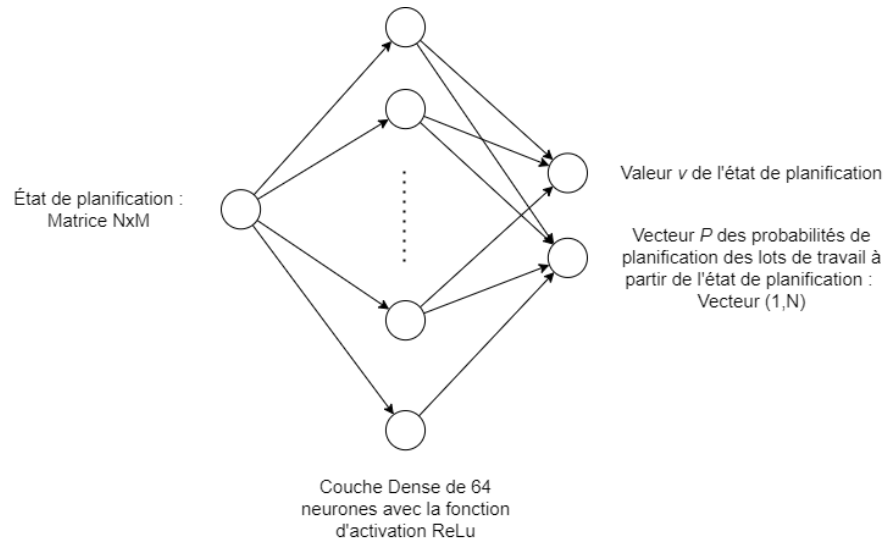 État de planification :
Matrice NxM
Valeur v de l'état de planification
Vecteur P des probabilités de
planification des lots de travail à
partir de l'état de planification :
Vecteur (1,N)
Couche Dense de 64
neurones avec la fonction
d'activation ReLu